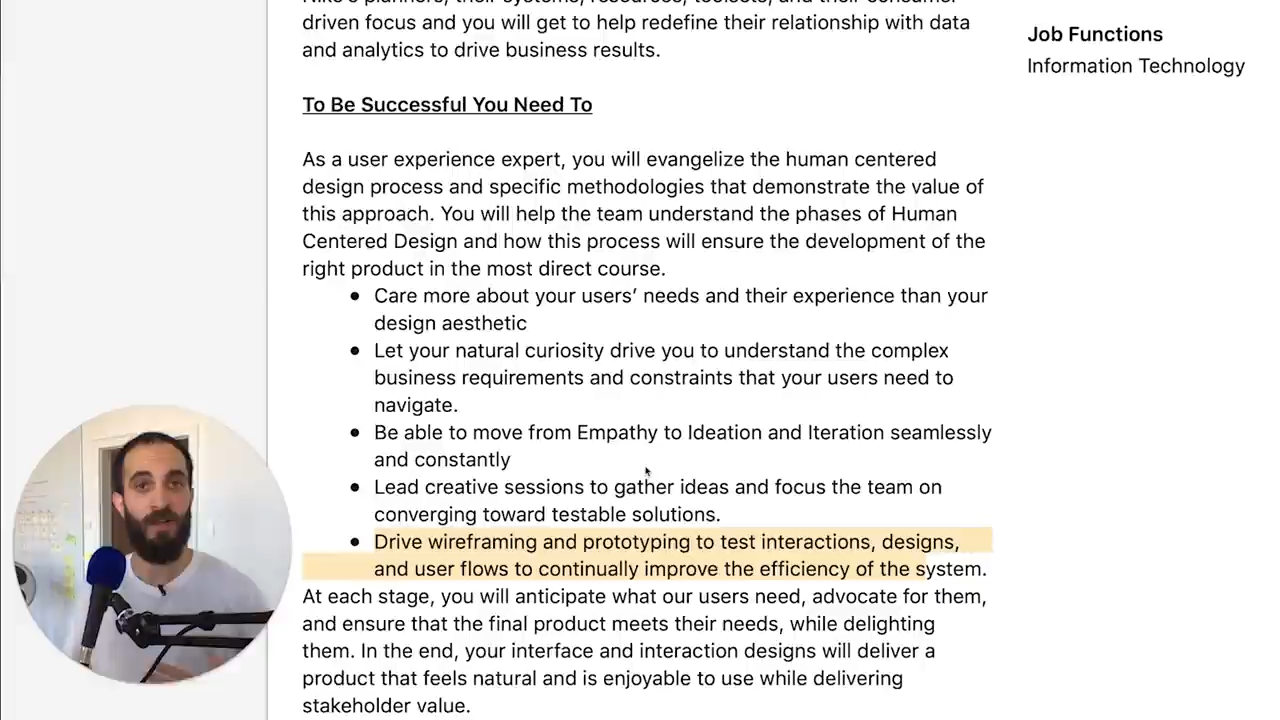 Nike's planners, their systems, resources, toolsets, and their consumer
driven focus and you will get to help redefine their relationship with data
and analytics to drive business results.
To Be Successful You Need To
As a user experience expert, you will evangelize the human centered
design process and specific methodologies that demonstrate the value of
this approach. You will help the team understand the phases of Human
Centered Design and how this process will ensure the development of the
right product in the most direct course.
• Care more about your users’ needs and their experience than your
design aesthetic
• Let your natural curiosity drive you to understand the complex
business requirements and constraints that your users need to
navigate.
• Be able to move from Empathy to Ideation and Iteration seamlessly
and constantly
• Lead creative sessions to gather ideas and focus the team on
converging toward testable solutions.
• Drive wireframing and prototyping to test interactions, designs,
and user flows to continually improve the efficiency of the system.
At each stage, you will anticipate what our users need, advocate for them,
and ensure that the final product meets their needs, while delighting
them. In the end, your interface and interaction designs will deliver a
product that feels natural and is enjoyable to use while delivering
stakeholder value.
Job Functions
Information Technology